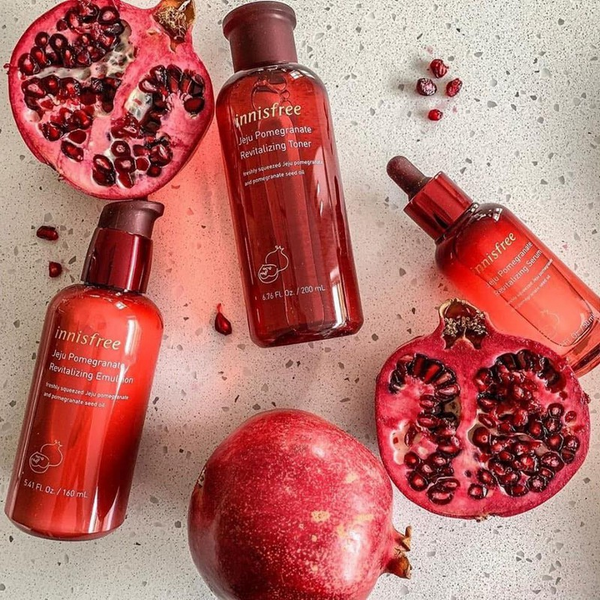 innisfree
Jeju Pomegranate
Revitalizing Toner
freshly squeezed Jeju pomegranate
and pomegranate seed oil
6.76 FL. Oz. / 200 mL
innisfree
Jeju Pomegranate
Revitalizing Serum
innisfree
Jeju Pomegranate
Revitalizing Emulsion
freshly squeezed Jeju pomegranate
and pomegranate seed oil
5.41 FL. Oz. / 160 mL